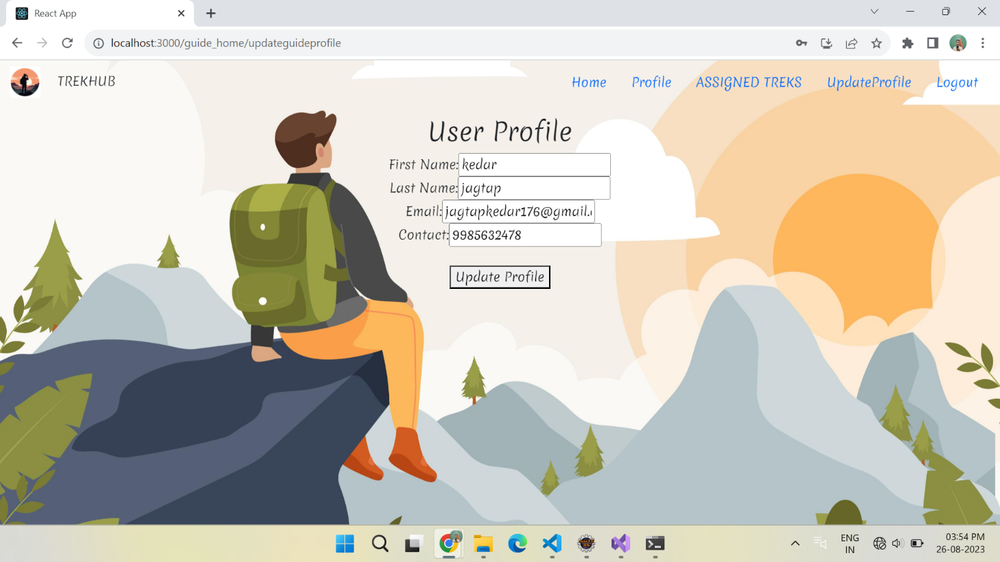 React App
localhost:3000/guide_home/updateguideprofile
TREKHUB
Home Profile ASSIGNED TREKS UpdateProfile Logout
User Profile
First Name: kedar
Last Name: jagtap
Email: jagtapkedar176@gmail.
Contact: 9985632478
Update Profile
ENG
IN
03:54 PM
26-08-2023